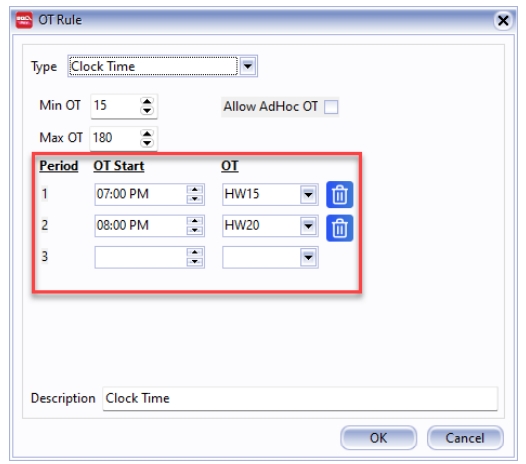 OT Rule
Type Clock Time
Min OT 15 Allow AdHoc OT
Max OT 180
Period OT Start OT
1 07:00 PM HW15
2 08:00 PM HW20
3
Description Clock Time
OK Cancel